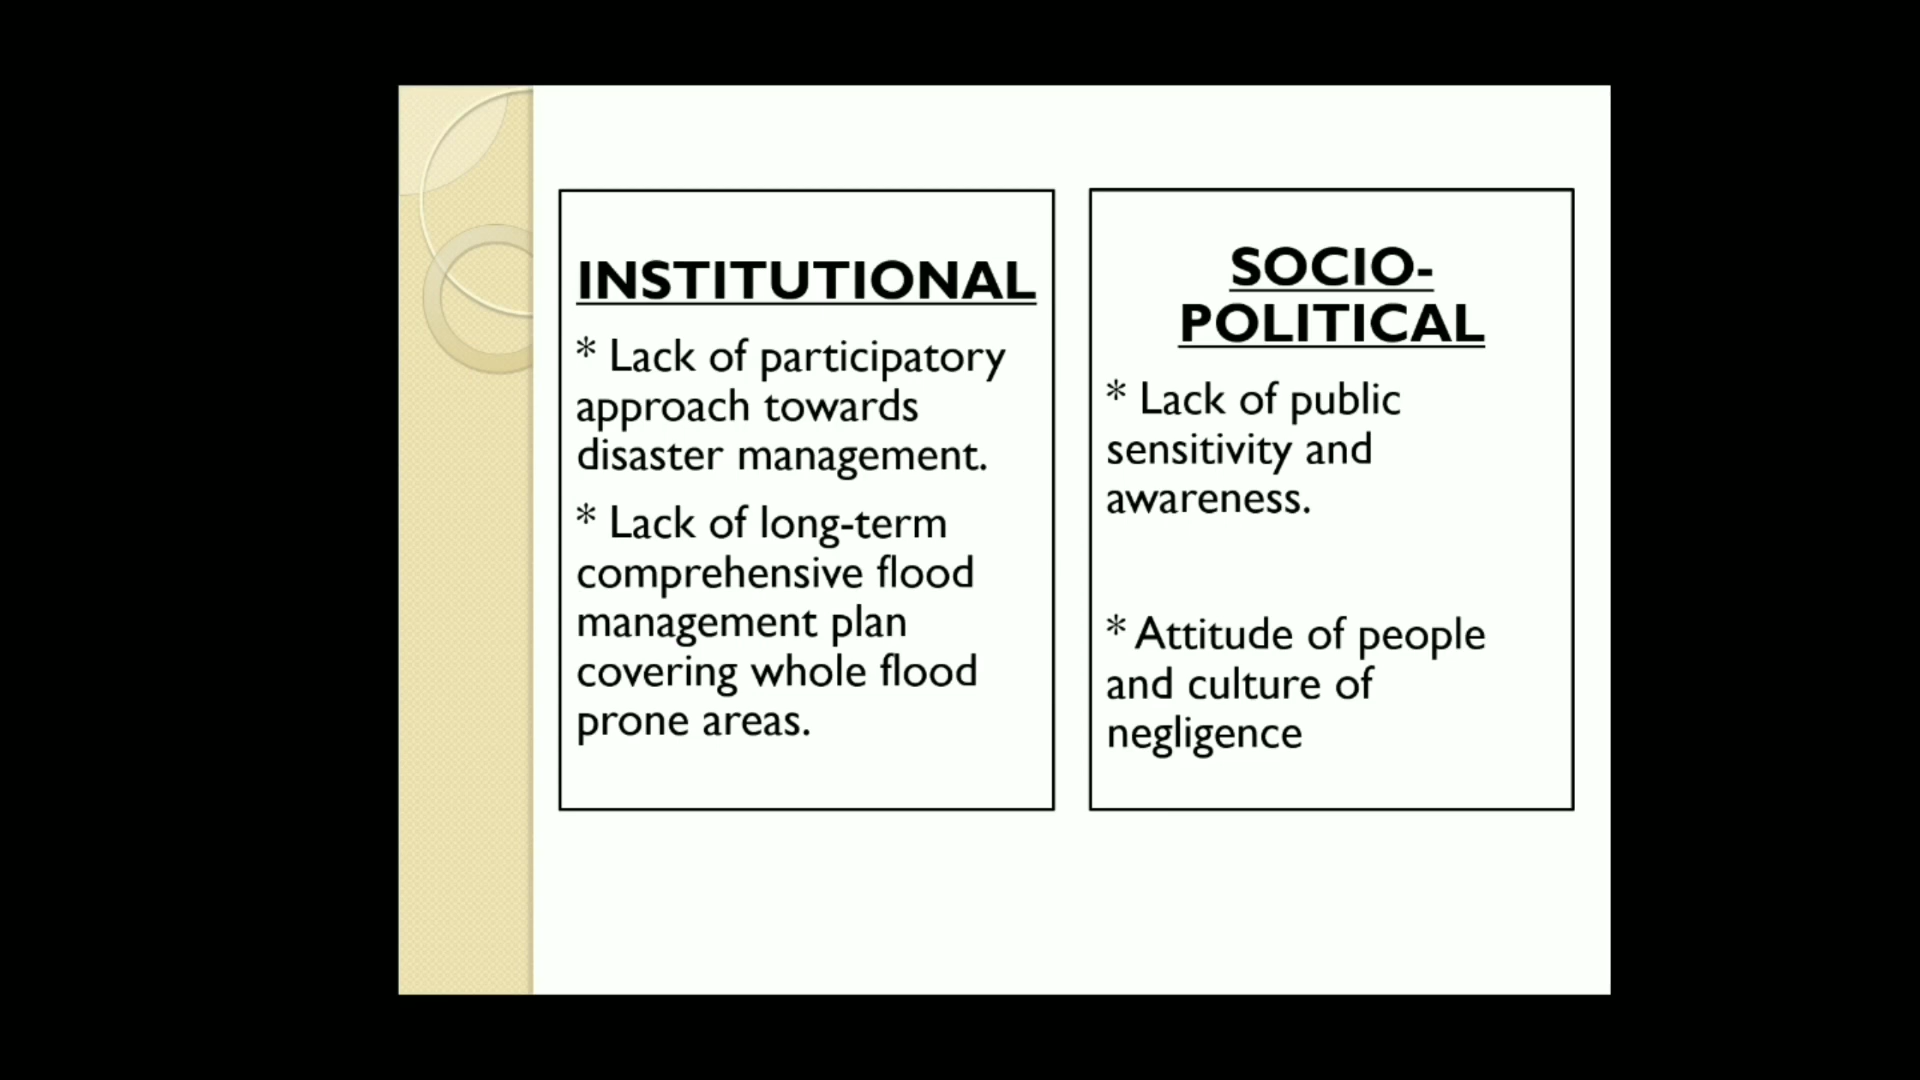 INSTITUTIONAL
* Lack of participatory
approach towards
disaster management.
* Lack of long-term
comprehensive flood
management plan
covering whole flood
prone areas.
SOCIO-
POLITICAL
* Lack of public
sensitivity and
awareness.
* Attitude of people
and culture of
negligence